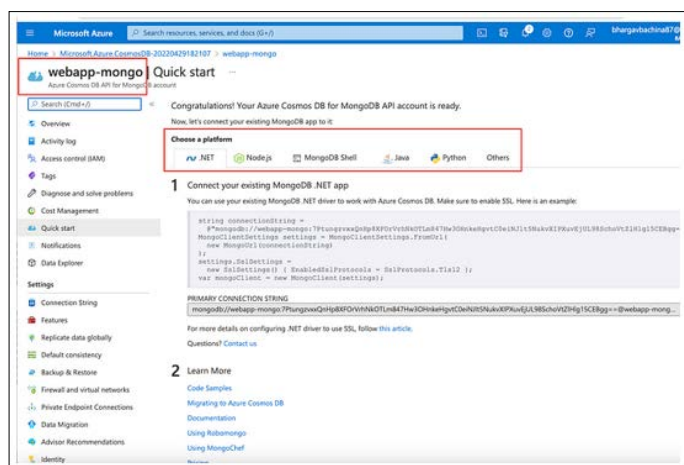 Microsoft Azure
Search resources, services, and docs (G+/)
bhargavbachina87@
Home > Microsoft.Azure.CosmosDB-20220429182107 > webapp-mongo
webapp-mongo | Quick start ...
Azure Cosmos DB API for MongoDB account
Search (Cmd+/)
Overview
Activity log
Access control (IAM)
Tags
Diagnose and solve problems
Cost Management
Quick start
Notifications
Data Explorer
Settings
Connection String
Features
Replicate data globally
Default consistency
Backup & Restore
Firewall and virtual networks
Private Endpoint Connections
Data Migration
Advisor Recommendations
Identity
Congratulations! Your Azure Cosmos DB for MongoDB API account is ready.
Now, let's connect your existing MongoDB app to it:
Choose a platform
.NET Node.js MongoDB Shell Java Python Others
1 Connect your existing MongoDB .NET app
You can use your existing MongoDB .NET driver to work with Azure Cosmos DB. Make sure to enable SSL. Here is an example:
string connectionString =
@"mongodb://webapp-mongo:
MongoClientSettings settings = MongoClientSettings.FromUrl(
new MongoUrl(connectionString)
);
settings.SslSettings =
new SslSettings() { EnabledSslProtocols = SslProtocols.Tls12 };
var mongoClient = new MongoClient(settings);
PRIMARY CONNECTION STRING
mongodb://webapp-mongo:
For more details on configuring .NET driver to use SSL, follow this article.
Questions? Contact us
2 Learn More
Code Samples
Migrating to Azure Cosmos DB
Documentation
Using Robomongo
Using MongoChef
Pricing